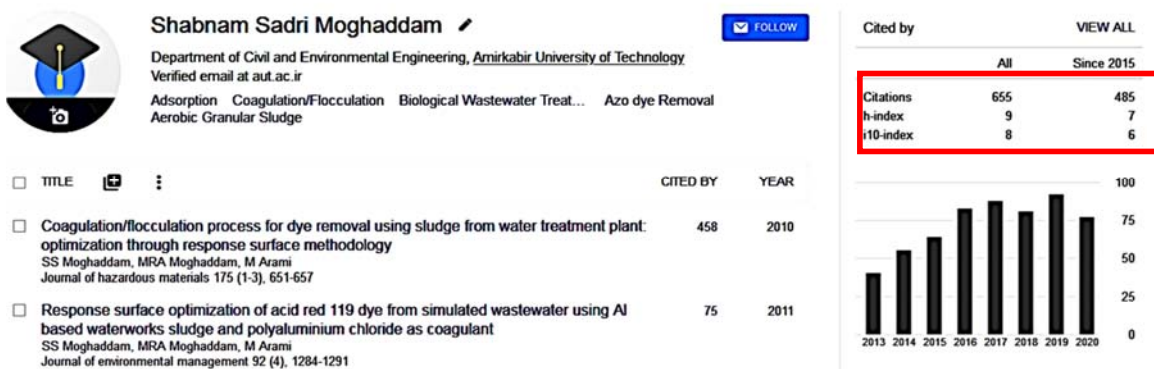 Shabnam Sadri Moghaddam
FOLLOW
Department of Civil and Environmental Engineering, Amirkabir University of Technology
Verified email at aut.ac.ir
Adsorption Coagulation/Flocculation Biological Wastewater Treat... Azo dye Removal
Aerobic Granular Sludge
TITLE CITED BY YEAR
Coagulation/flocculation process for dye removal using sludge from water treatment plant: 458 2010
optimization through response surface methodology
SS Moghaddam, MRA Moghaddam, M Arami
Journal of hazardous materials 175 (1-3), 651-657
Response surface optimization of acid red 119 dye from simulated wastewater using Al 75 2011
based waterworks sludge and polyaluminium chloride as coagulant
SS Moghaddam, MRA Moghaddam, M Arami
Journal of environmental management 92 (4), 1284-1291
Cited by VIEW ALL
All Since 2015
Citations 655 485
h-index 9 7
i10-index 8 6
100
75
50
25
0
2013 2014 2015 2016 2017 2018 2019 2020